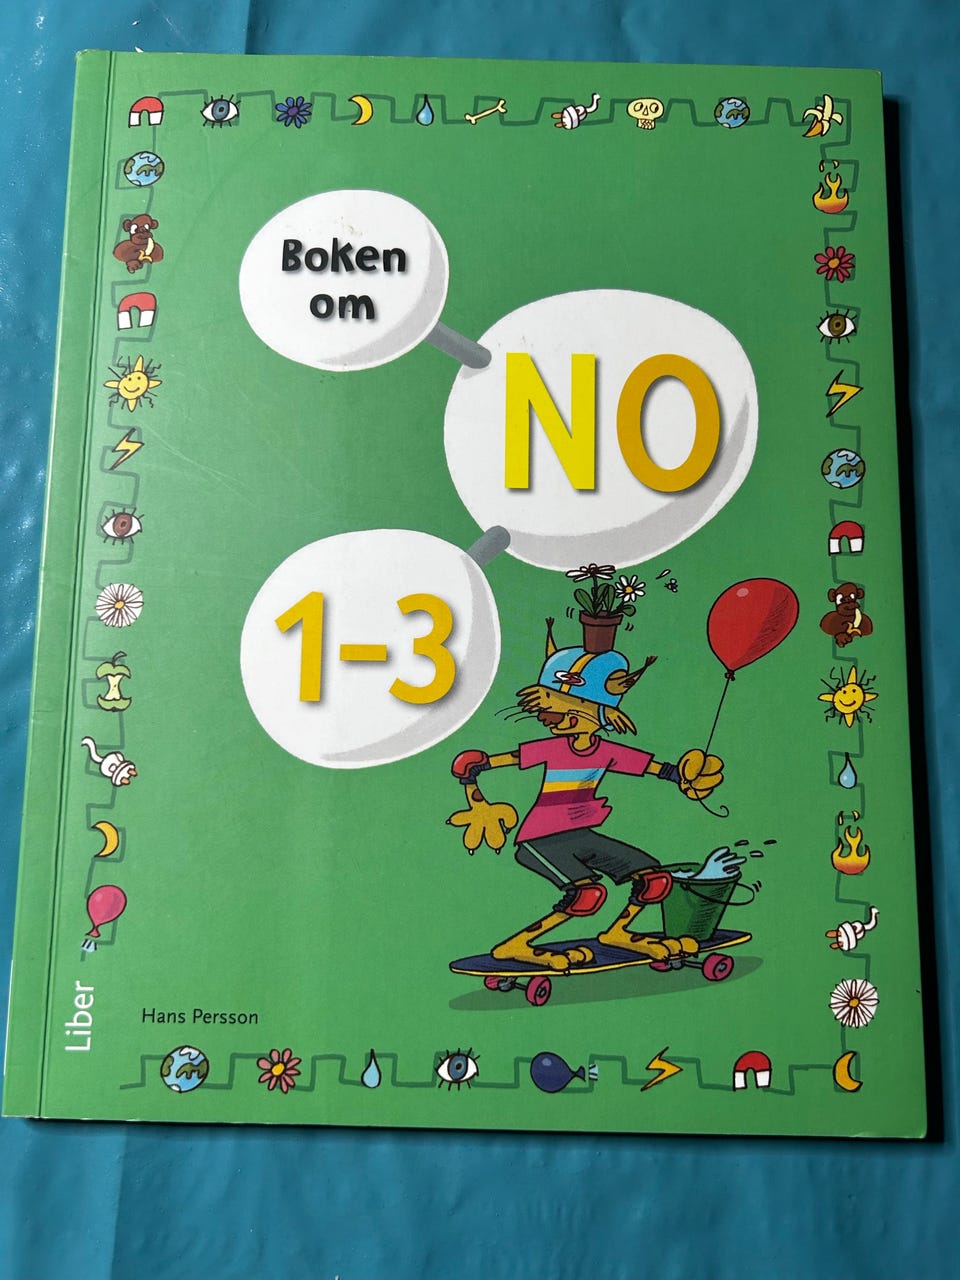 Boken
om
NO
1-3
Hans Persson
Liber